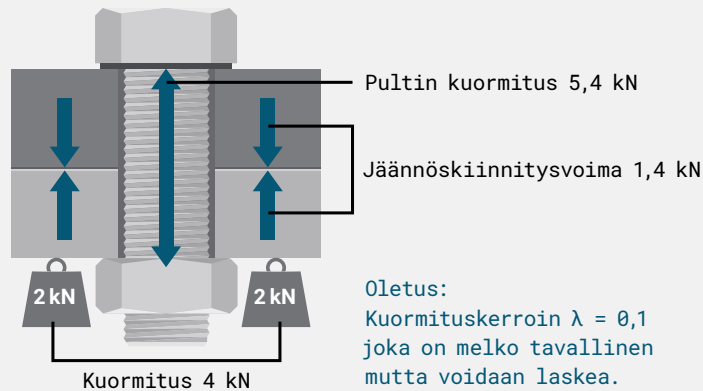 Pultin kuormitus 5,4 kN
Jäännöskiinnitysvoima 1,4 kN
2 kN
2 kN
Kuormitus 4 kN
Oletus:
Kuormituskerroin λ = 0,1
joka on melko tavallinen
mutta voidaan laskea.